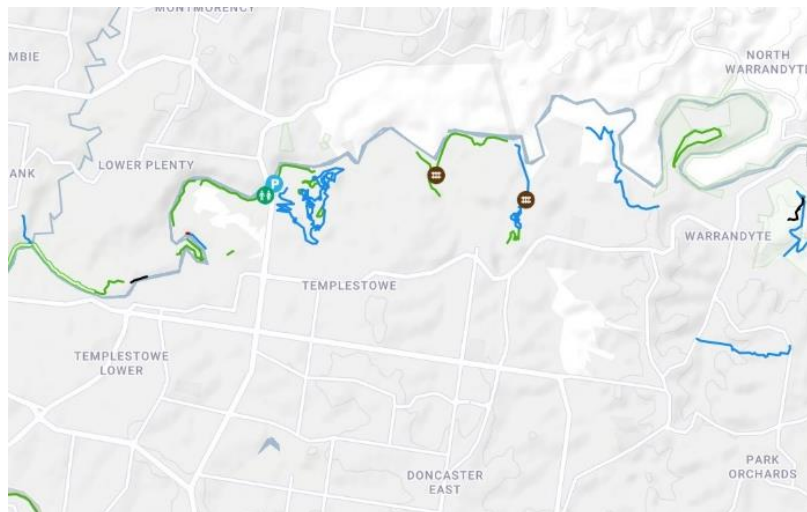 MONTMORENCY
MBIE
NORTH
WARRANDYTE
LOWER PLENTY
ANK
P
WARRANDYTE
TEMPLESTOWE
TEMPLESTOWE
LOWER
DONCASTER
EAST
PARK
ORCHARDS